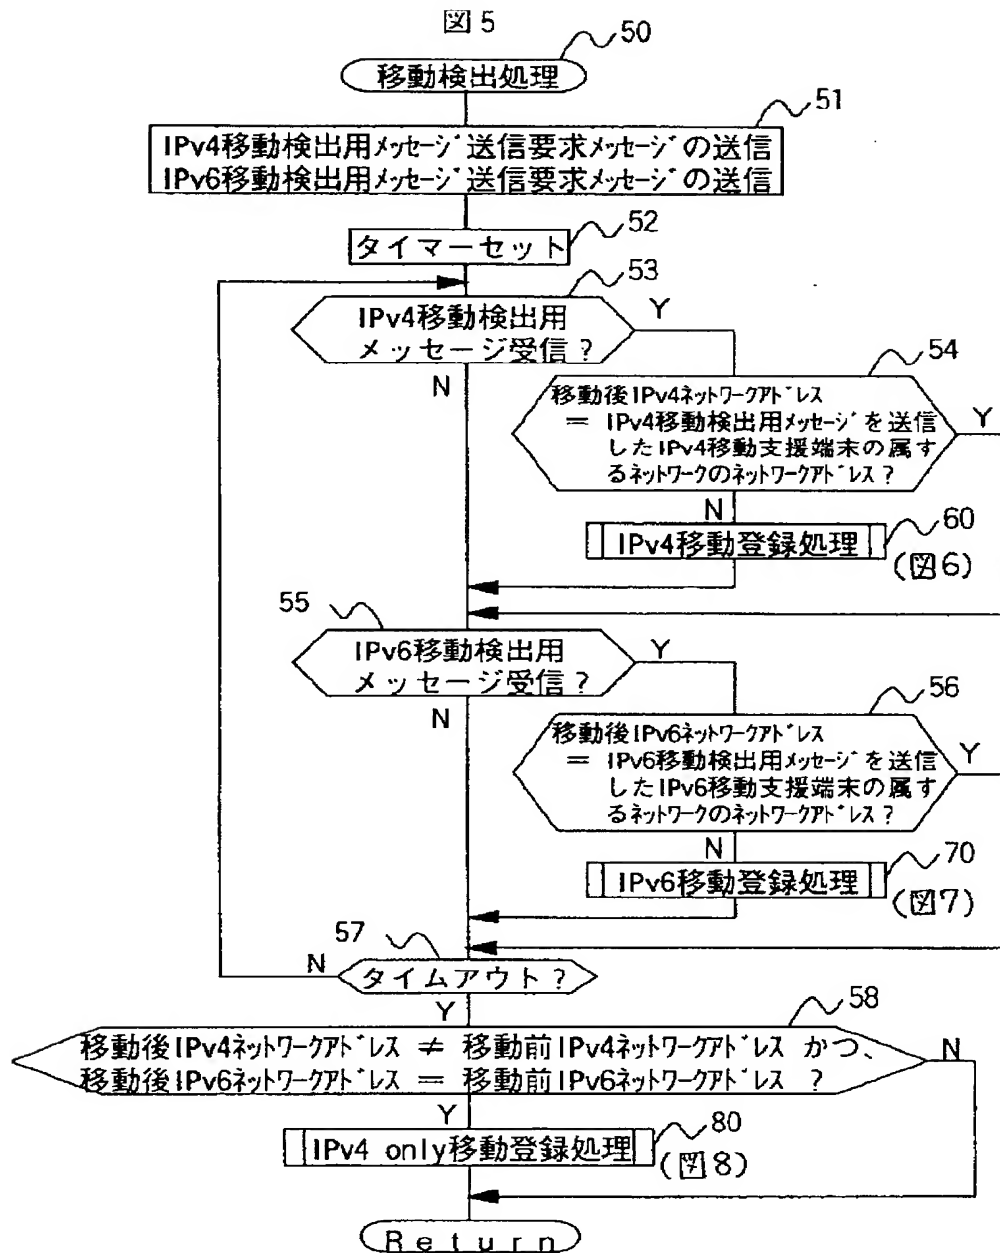 図5
50
移動検出処理
51
IPv4移動検出用メッセージ送信要求メッセージの送信
IPv6移動検出用メッセージ送信要求メッセージの送信
52
タイマーセット
53
IPv4移動検出用
メッセージ受信？
Y
N
54
移動後IPv4ネットワークアドレス
＝ IPv4移動検出用メッセージを送信
したIPv4移動支援端末の属す
るネットワークのネットワークアドレス？
Y
N
60
IPv4移動登録処理
(図6)
55
IPv6移動検出用
メッセージ受信？
Y
N
56
移動後IPv6ネットワークアドレス
＝ IPv6移動検出用メッセージを送信
したIPv6移動支援端末の属す
るネットワークのネットワークアドレス？
Y
N
70
IPv6移動登録処理
(図7)
57
タイムアウト？
N
Y
58
移動後IPv4ネットワークアドレス ≠ 移動前IPv4ネットワークアドレス かつ、
移動後IPv6ネットワークアドレス ＝ 移動前IPv6ネットワークアドレス ？
N
Y
80
IPv4 only移動登録処理
(図8)
Return